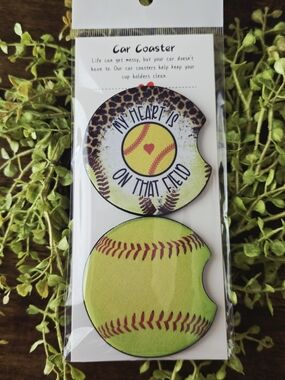 Car Coaster
Life can get messy, but your car doesn't
have to. Our car coasters help keep your
cup holders clean.
MY HEART IS
ON THAT FIELD